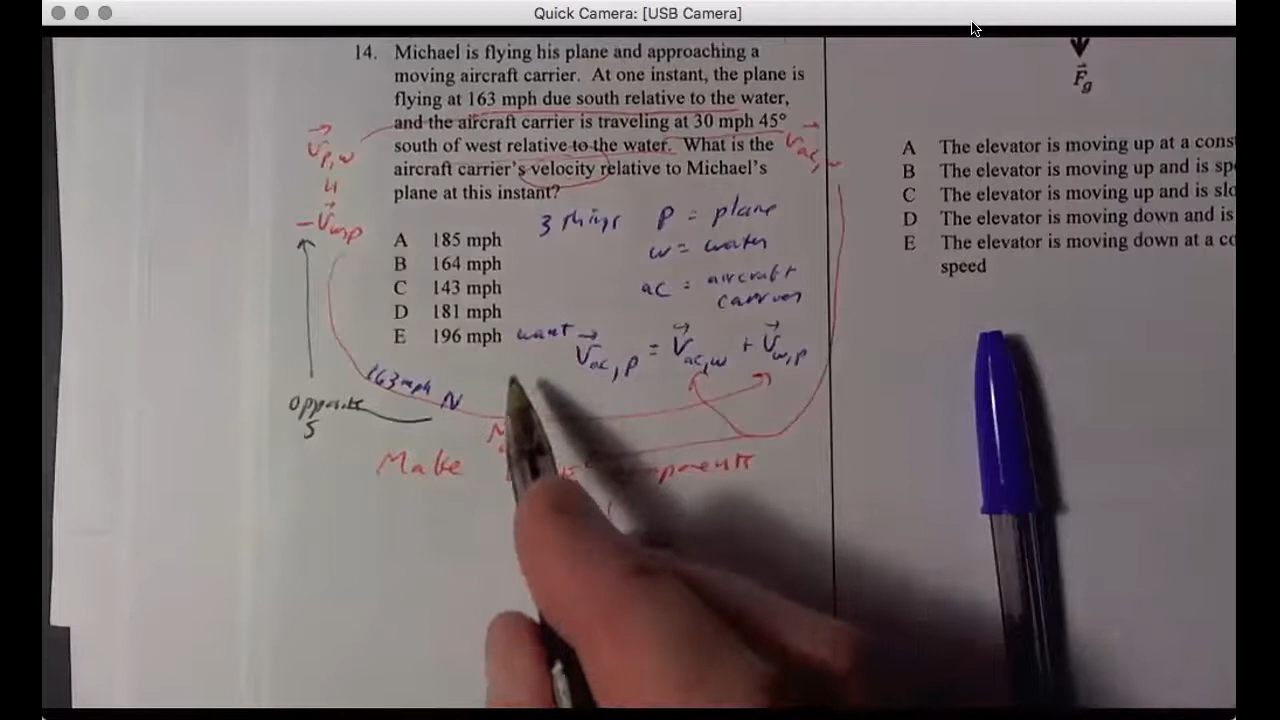 Quick Camera: [USB Camera]
14. Michael is flying his plane and approaching a
moving aircraft carrier. At one instant, the plane is
flying at 163 mph due south relative to the water,
and the aircraft carrier is traveling at 30 mph 45°
south of west relative to the water. What is the
aircraft carrier's velocity relative to Michael's
plane at this instant?
A 185 mph
B 164 mph
C 143 mph
D 181 mph
E 196 mph
V p,w
=
-V w,p
V ac,w
3 things
p = plane
w = water
ac = aircraft
carrier
want V ac,p = V ac,w + V w,p
163 mph N
opposite
S
Make
F g
A The elevator is moving up at a cons
B The elevator is moving up and is spe
C The elevator is moving up and is slo
D The elevator is moving down and is
E The elevator is moving down at a co
speed